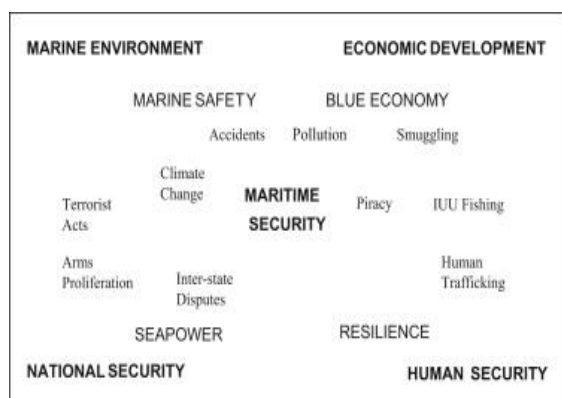 MARINE ENVIRONMENT ECONOMIC DEVELOPMENT
MARINE SAFETY BLUE ECONOMY
Accidents Pollution Smuggling
Climate
Change
MARITIME
SECURITY
Piracy IUU Fishing
Terrorist
Acts
Arms
Proliferation
Inter-state
Disputes
Human
Trafficking
SEAPOWER RESILIENCE
NATIONAL SECURITY HUMAN SECURITY